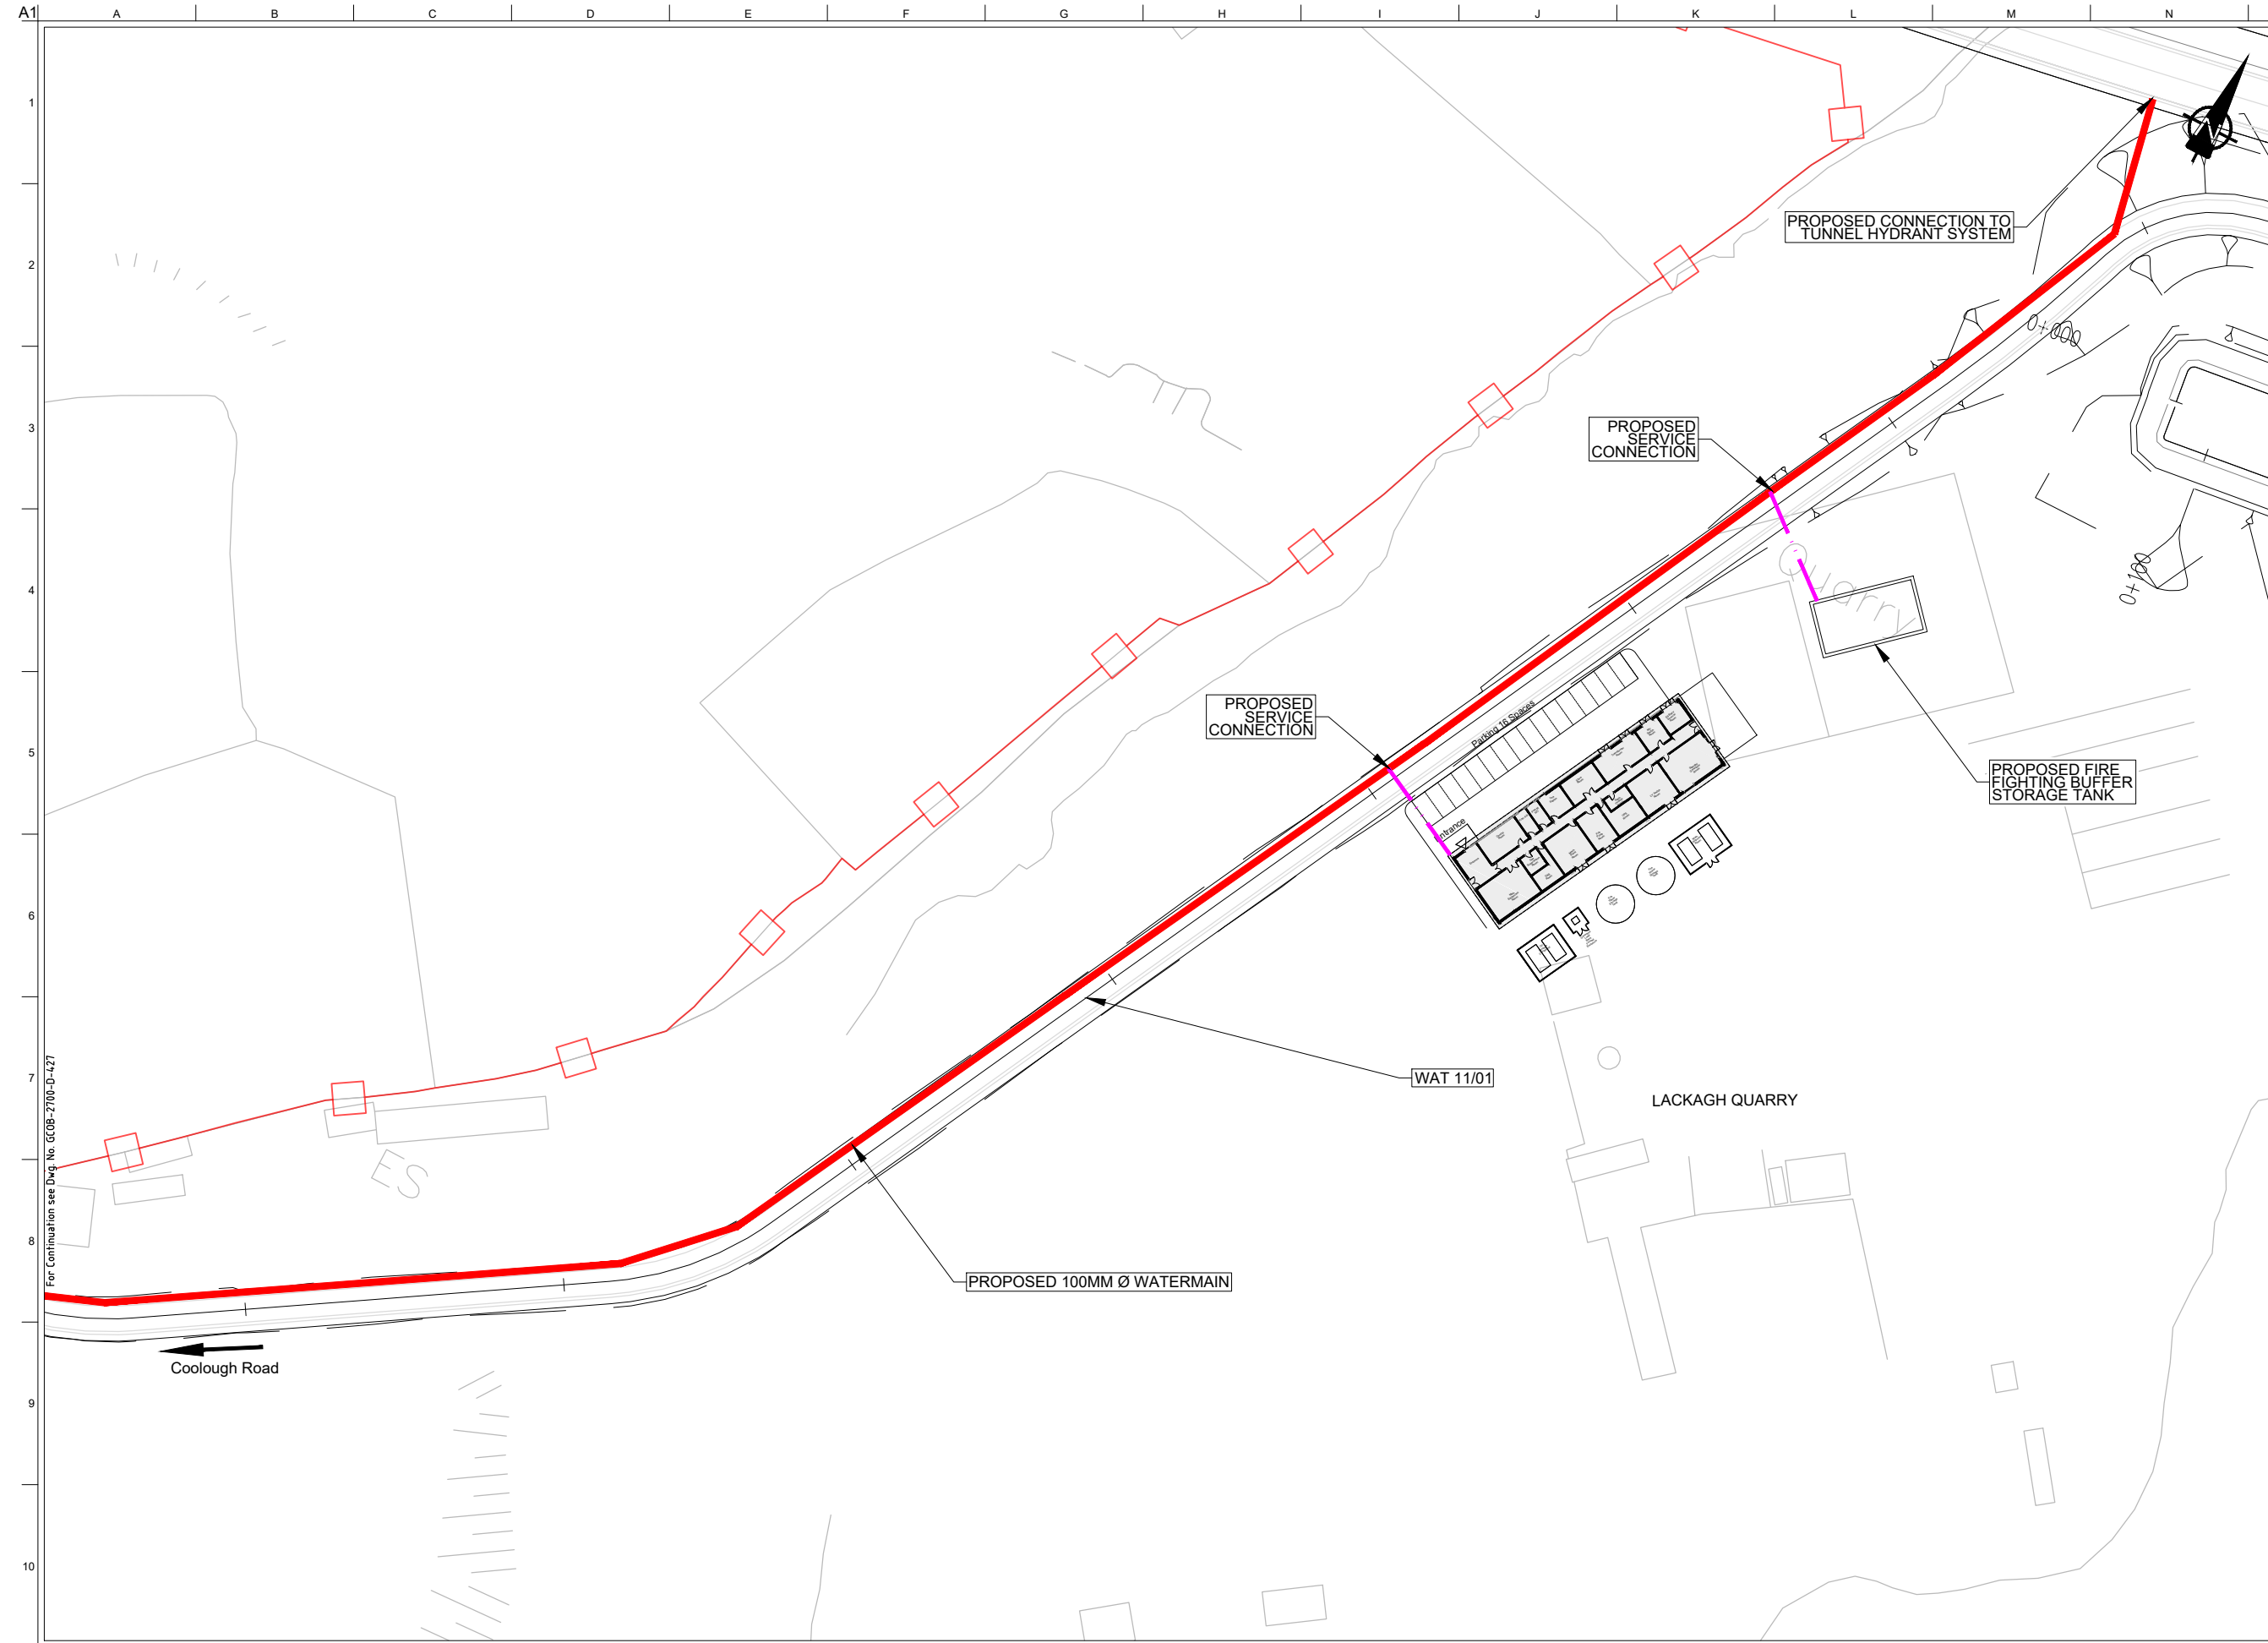 A1
A B C D E F G H I J K L M N
1
N
PROPOSED CONNECTION TO
TUNNEL HYDRANT SYSTEM
2
0+000
3
PROPOSED
SERVICE
CONNECTION
4
Quarry
0+100
PROPOSED
SERVICE
CONNECTION
Parking 16 Spaces
5
PROPOSED FIRE
FIGHTING BUFFER
STORAGE TANK
Entrance
6
7
WAT 11/01
LACKAGH QUARRY
For Continuation see Dwg. No. GCOB-2700-D-427
ES
8
PROPOSED 100MM Ø WATERMAIN
Coolough Road
9
10